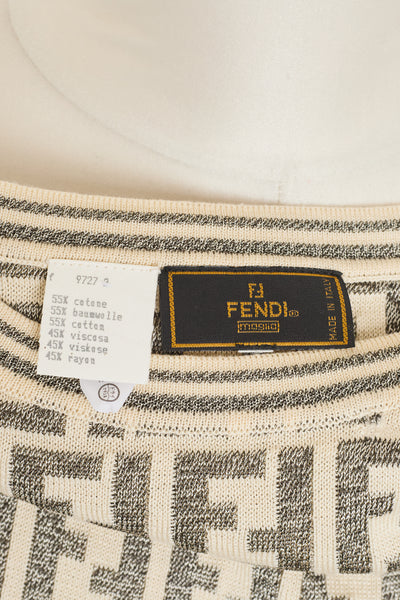 9727
55% cotone
55% baumwolle
55% cotton
45% viscosa
45% viskose
45% rayon
FENDI®
maglia
MADE IN ITALY